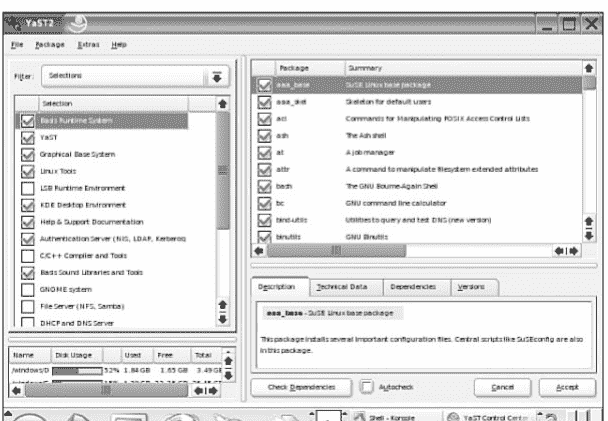 YaST2
File Package Extras Help
Filter: Selections
Selection
Basis Runtime System
YaST
Graphical Base System
Linux Tools
LSB Runtime Environment
KDE Desktop Environment
Help & Support Documentation
Authentication Server (NIS, LDAP, Kerberos)
C/C++ Compiler and Tools
Basis Sound Libraries and Tools
GNOME system
File Server (NFS, Samba)
DHCP and DNS Server
Name Disk Usage Used Free Total
/windows/D 52% 1.84 GB 1.65 GB 3.49 GB
Package Summary
aaa_base SuSE Linux base package
aaa_skel Skeleton for default users
acl Commands for Manipulating POSIX Access Control Lists
ash The Ash shell
at A job manager
attr A command to manipulate filesystem extended attributes
bash The GNU Bourne-Again Shell
bc GNU command line calculator
bind-utils Utilities to query and test DNS (new version)
binutils GNU Binutils
Description Technical Data Dependencies Versions
aaa_base - SuSE Linux base package
This package installs several important configuration files. Central scripts like SuSEconfig are also
in this package.
Check Dependencies Autocheck Cancel Accept
Shell - Konsole YaST Control Center